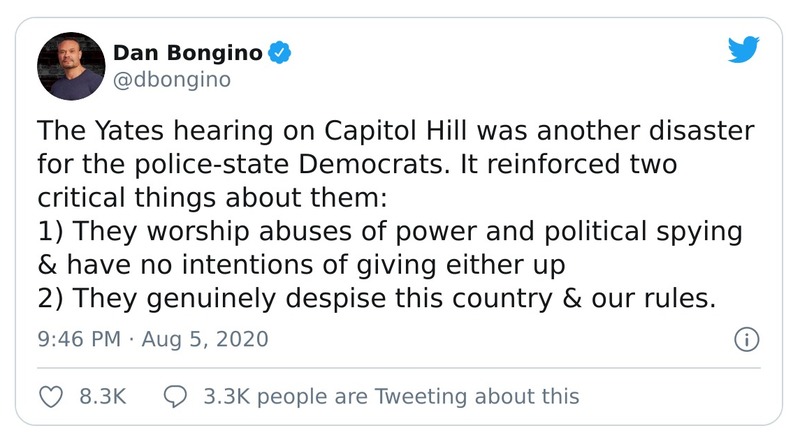 Dan Bongino
@dbongino
The Yates hearing on Capitol Hill was another disaster
for the police-state Democrats. It reinforced two
critical things about them:
1) They worship abuses of power and political spying
& have no intentions of giving either up
2) They genuinely despise this country & our rules.
9:46 PM · Aug 5, 2020
8.3K 3.3K people are Tweeting about this